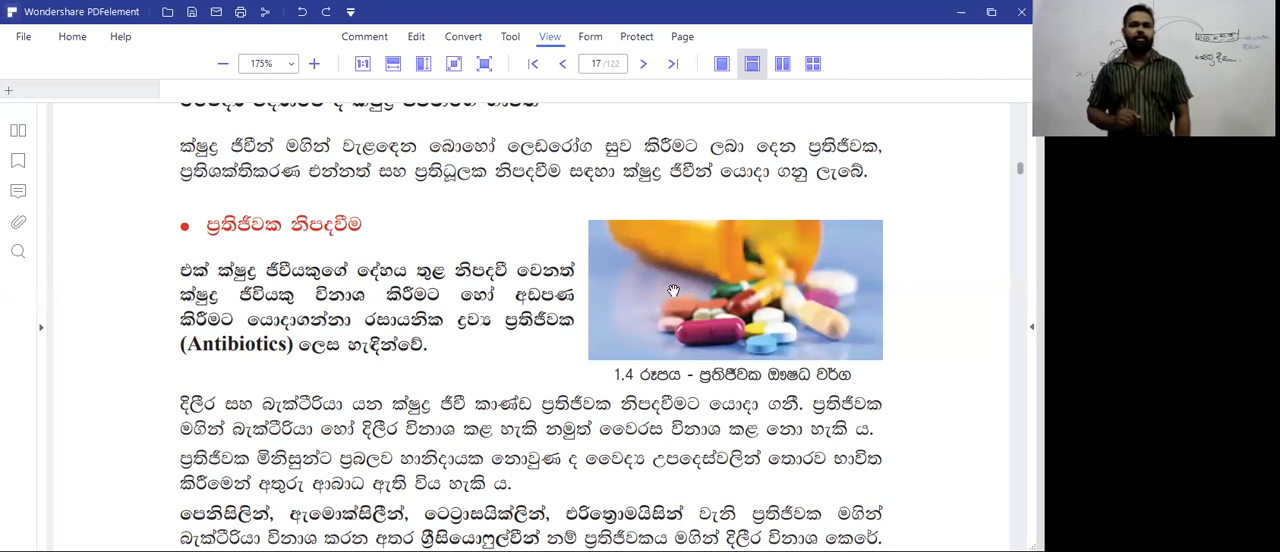 Wondershare PDFelement
File Home Help Comment Edit Convert Tool View Form Protect Page
175% 17 /122
ක්ෂුද්‍ර ජීවීන් මගින් වැළඳෙන බොහෝ ලෙඩරෝග සුව කිරීමට ලබා දෙන ප්‍රතිජීවක,
ප්‍රතිශක්තිකරණ එන්නත් සහ ප්‍රතිධූලක නිපදවීම සඳහා ක්ෂුද්‍ර ජීවීන් යොදා ගනු ලැබේ.
• ප්‍රතිජීවක නිපදවීම
එක් ක්ෂුද්‍ර ජීවියකුගේ දේහය තුළ නිපදවී වෙනත්
ක්ෂුද්‍ර ජීවියකු විනාශ කිරීමට හෝ අඩපණ
කිරීමට යොදාගන්නා රසායනික ද්‍රව්‍ය ප්‍රතිජීවක
(Antibiotics) ලෙස හැඳින්වේ.
1.4 රූපය - ප්‍රතිජීවක ඖෂධ වර්ග
දිලීර සහ බැක්ටීරියා යන ක්ෂුද්‍ර ජීවී කාණ්ඩ ප්‍රතිජීවක නිපදවීමට යොදා ගනී. ප්‍රතිජීවක
මගින් බැක්ටීරියා හෝ දිලීර විනාශ කළ හැකි නමුත් වෛරස විනාශ කළ නො හැකි ය.
ප්‍රතිජීවක මිනිසුන්ට ප්‍රබලව හානිදායක නොවුණ ද වෛද්‍ය උපදෙස්වලින් තොරව භාවිත
කිරීමෙන් අතුරු ආබාධ ඇති විය හැකි ය.
පෙනිසිලින්, ඇමොක්සිලීන්, ටෙට්‍රාසයික්ලින්, එරිත්‍රොමයිසින් වැනි ප්‍රතිජීවක මගින්
බැක්ටීරියා විනාශ කරන අතර ග්‍රීසියොෆුල්වීන් නම් ප්‍රතිජීවකය මගින් දිලීර විනාශ කෙරේ.